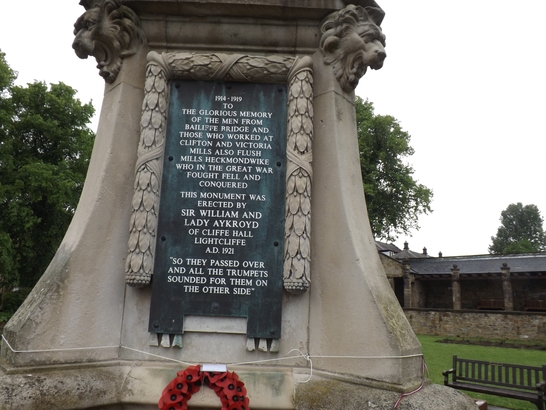 1914-1919
TO
THE GLORIOUS MEMORY
OF THE MEN FROM
BAILIFFE BRIDGE AND
THOSE WHO WORKED AT
CLIFTON AND VICTORIA
MILLS ALSO FLUSH
MILLS HECKMONDWIKE
WHO IN THE GREAT WAR
FOUGHT FELL AND
CONQUERED
THIS MONUMENT WAS
ERECTED BY
SIR WILLIAM AND
LADY AYKROYD
OF CLIFFE HALL
LIGHTCLIFFE
A.D. 1921
"SO THEY PASSED OVER
AND ALL THE TRUMPETS
SOUNDED FOR THEM ON
THE OTHER SIDE"